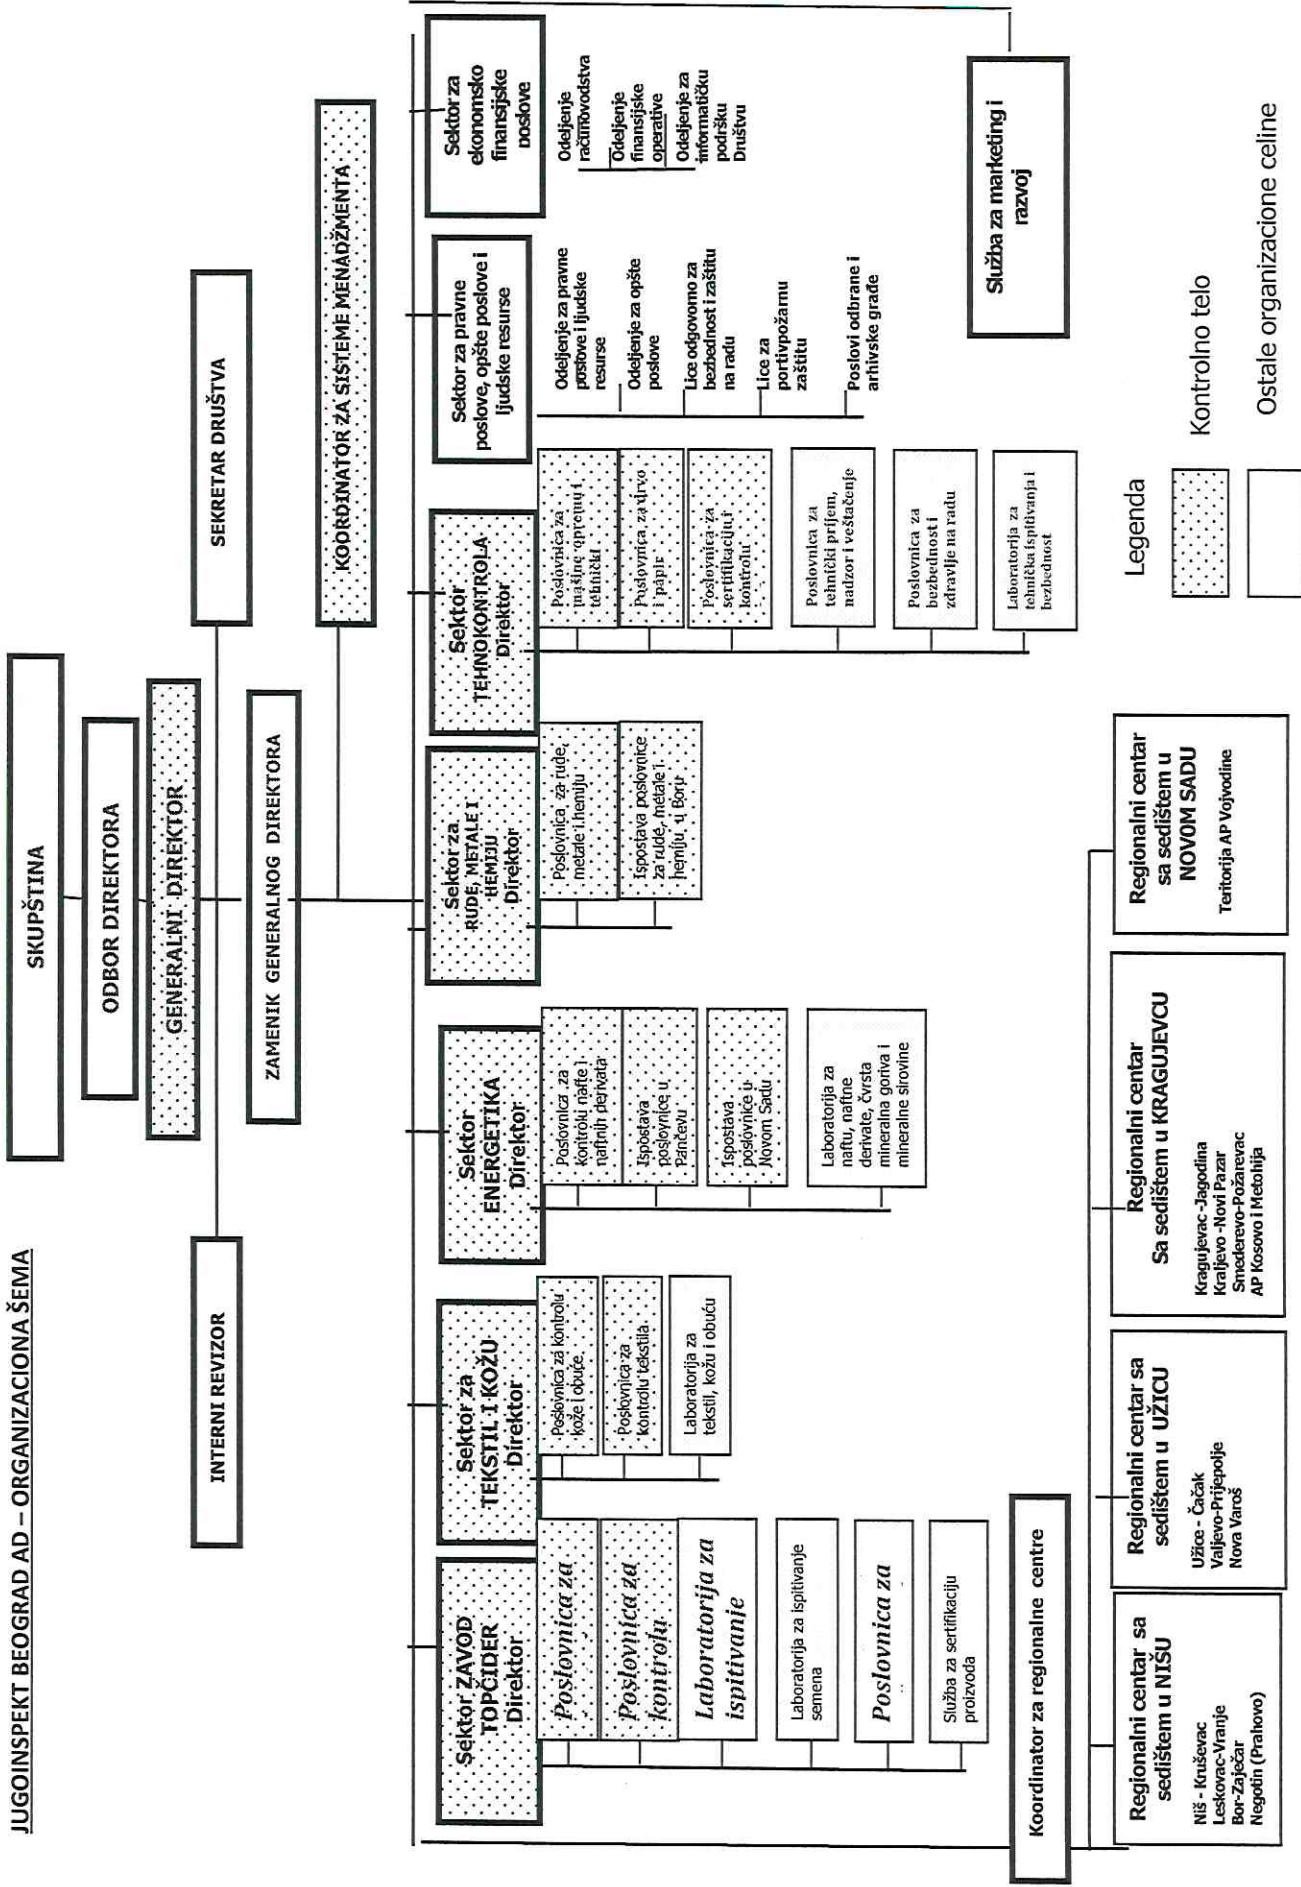 JUGOINSPEKT BEOGRAD AD – ORGANIZACIONA ŠEMA
SKUPŠTINA
ODBOR DIREKTORA
GENERALNI DIREKTOR
INTERNI REVIZOR
SEKRETAR DRUŠTVA
ZAMENIK GENERALNOG DIREKTORA
KOORDINATOR ZA SISTEME MENADŽMENTA
Sektor ZAVOD
TOPČIDER
Direktor
Poslovnica za
Poslovnica za
kontrolu
Laboratorija za
ispitivanje
Laboratorija za ispitivanje
semena
Poslovnica za
Služba za sertifikaciju
proizvoda
Sektor za
TEKSTIL I KOŽU
Direktor
Poslovnica za kontrolu
kože i obuće
Poslovnica za
kontrolu tekstila
Laboratorija za
tekstil, kožu i obuću
Sektor
ENERGETIKA
Direktor
Poslovnica za
kontrolu nafte i
naftnih derivata
Ispostava
poslovnice u
Pančevu
Ispostava
poslovnice u
Novom Sadu
Laboratorija za
naftu, naftne
derivate, čvrsta
mineralna goriva i
mineralne sirovine
Sektor za
RUDE, METALE I
HEMIJU
Direktor
Poslovnica za rude,
metale i hemiju
Ispostava poslovnice
za rude, metale i
hemiju u Boru
Sektor
TEHNOKONTROLA
Direktor
Poslovnica za
mašine opremu i
tehnički
Poslovnica za drvo
i papir
Poslovnica za
sertifikaciju i
kontrolu
Poslovnica za
tehnički prijem,
nadzor i veštačenje
Poslovnica za
bezbednost i
zdravlje na radu
Laboratorija za
tehnička ispitivanja i
bezbednost
Sektor za pravne
poslove, opšte poslove i
ljudske resurse
Odeljenje za pravne
poslove i ljudske
resurse
Odeljenje za opšte
poslove
Lice odgovorno za
bezbednost i zaštitu
na radu
Lice za
portivpožarnu
zaštitu
Poslovi odbrane i
arhivske građe
Sektor za
ekonomsko
finansijske
poslove
Odeljenje
računovodstva
Odeljenje
finansijske
operative
Odeljenje za
informatičku
podršku
Društvu
Služba za marketing i
razvoj
Koordinator za regionalne centre
Regionalni centar sa
sedištem u NIŠU
Niš - Kruševac
Leskovac-Vranje
Bor-Zaječar
Negotin (Prahovo)
Regionalni centar sa
sedištem u UŽICU
Užice - Čačak
Valjevo-Prijepolje
Nova Varoš
Regionalni centar
Sa sedištem u KRAGUJEVCU
Kragujevac -Jagodina
Kraljevo -Novi Pazar
Smederevo-Požarevac
AP Kosovo i Metohija
Regionalni centar
sa sedištem u
NOVOM SADU
Teritorija AP Vojvodine
Legenda
Kontrolno telo
Ostale organizacione celine